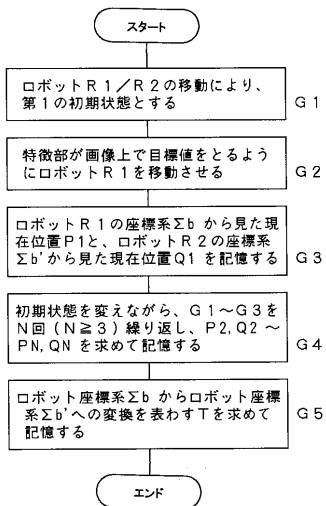 スタート
ロボットR1／R2の移動により、
第1の初期状態とする
G1
特徴部が画像上で目標値をとるよう
にロボットR1を移動させる
G2
ロボットR1の座標系Σb から見た現
在位置P1と、ロボットR2の座標系
Σb'から見た現在位置Q1を記憶する
G3
初期状態を変えながら、G1～G3を
N回（N≧3）繰り返し、P2,Q2～
PN,QN を求めて記憶する
G4
ロボット座標系Σb からロボット座標
系Σb'への変換を表わすTを求めて
記憶する
G5
エンド